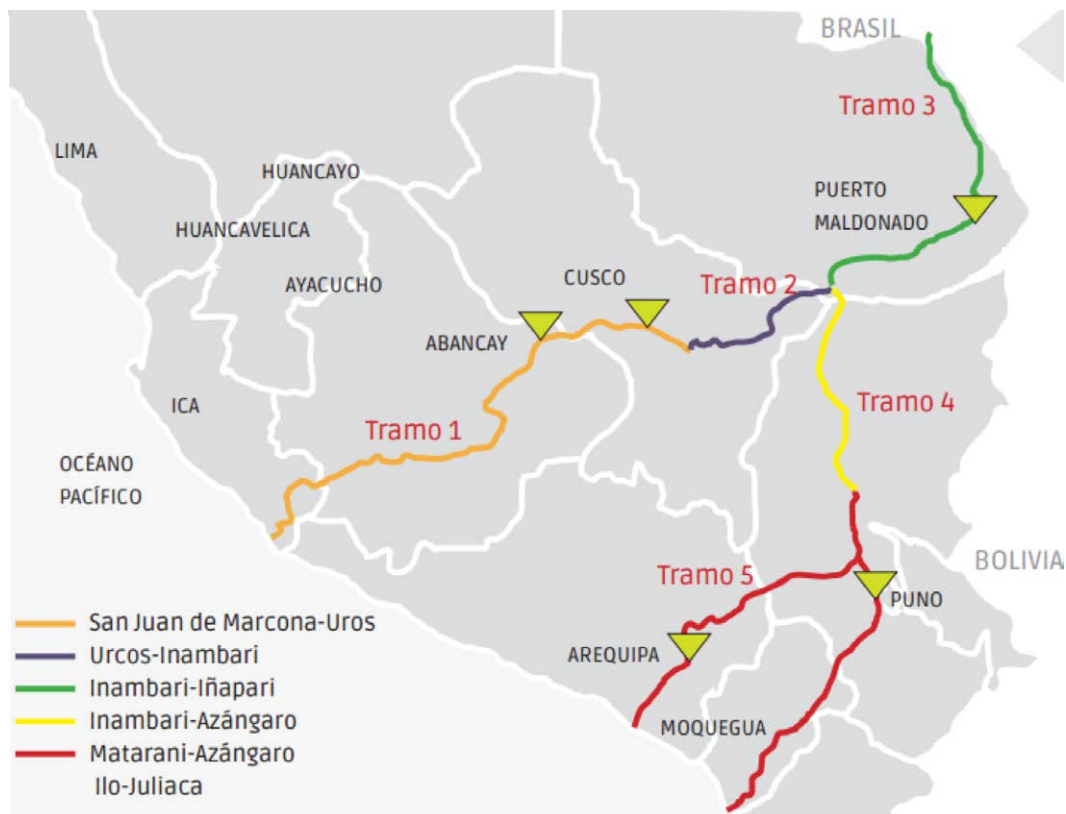 BRASIL
Tramo 3
LIMA
HUANCAYO
PUERTO
MALDONADO
HUANCAVELICA
CUSCO
Tramo 2
AYACUCHO
ABANCAY
ICA
Tramo 1
Tramo 4
OCÉANO
PACÍFICO
BOLIVIA
Tramo 5
PUNO
AREQUIPA
MOQUEGUA
San Juan de Marcona-Uros
Urcos-Inambari
Inambari-Iñapari
Inambari-Azángaro
Matarani-Azángaro
Ilo-Juliaca